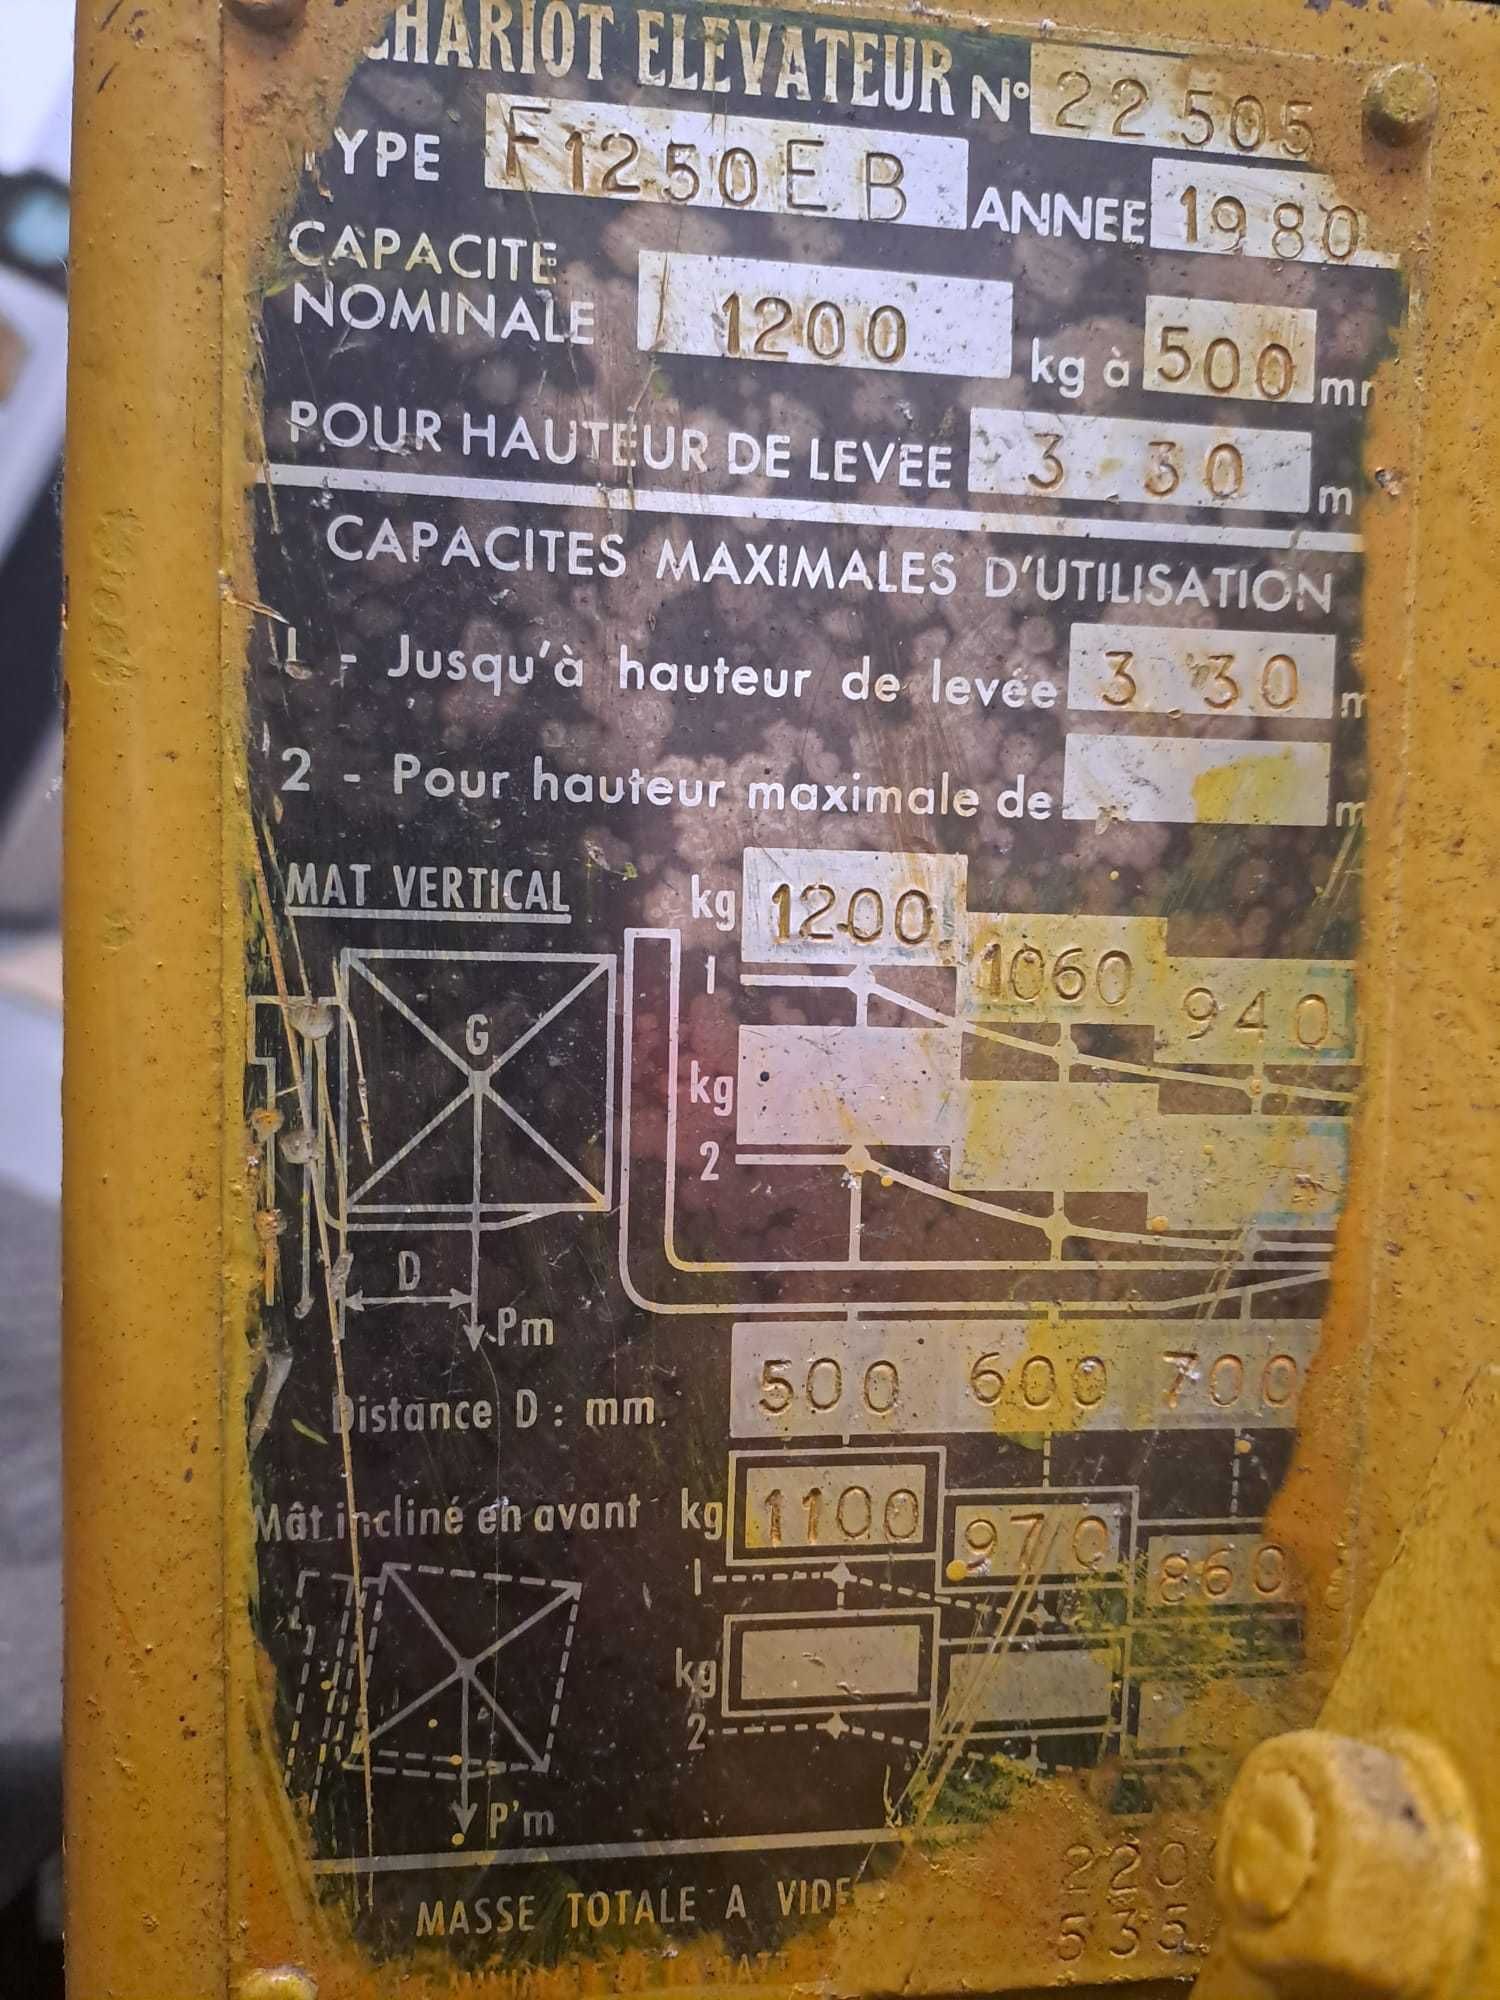 CHARIOT ELEVATEUR N° 22505
TYPE F1250EB ANNEE 1980
CAPACITE
NOMINALE 1200 kg à 500 mm
POUR HAUTEUR DE LEVEE 3 30 m
CAPACITES MAXIMALES D'UTILISATION
1 - Jusqu'à hauteur de levée 3 30 m
2 - Pour hauteur maximale de m
MAT VERTICAL kg 1200 1060 940
1
G
kg
2
D
Pm
Distance D: mm. 500 600 700
Mât incliné en avant kg 1100 970 860
1
kg
2
P'm
220
MASSE TOTALE A VIDE 535